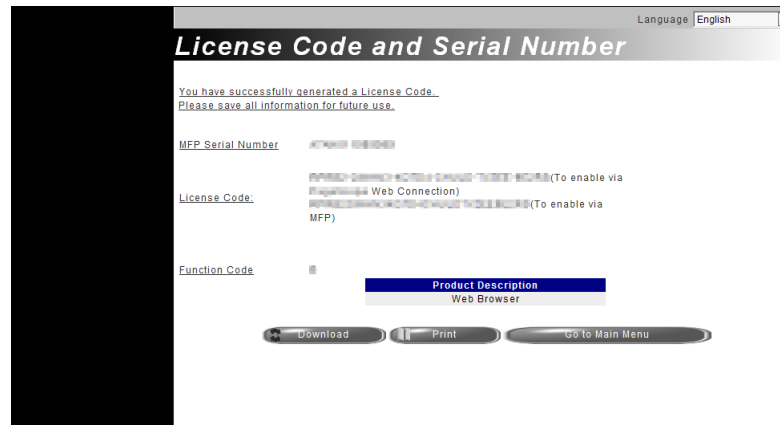 Language English
License Code and Serial Number
You have successfully generated a License Code.
Please save all information for future use.
MFP Serial Number
License Code:
(To enable via
Web Connection)
(To enable via
MFP)
Function Code
Product Description
Web Browser
Download Print Go to Main Menu